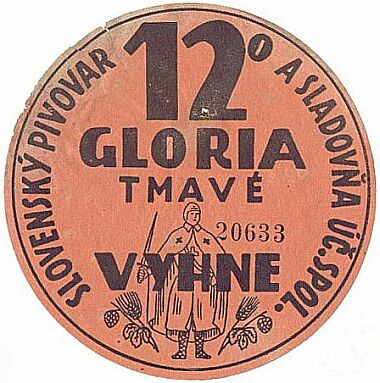 SLOVENSKÝ PIVOVAR A SLADOVŇA ÚČ.SPOL.
12°
GLORIA
TMAVÉ
20633
VYHNE